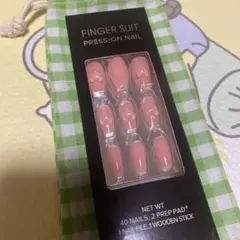 FINGER SUIT
PRESS-ON NAIL
NET WT
40 NAILS, 2 PREP PAD*
1 NAIL FILE, 1 WOODEN STICK